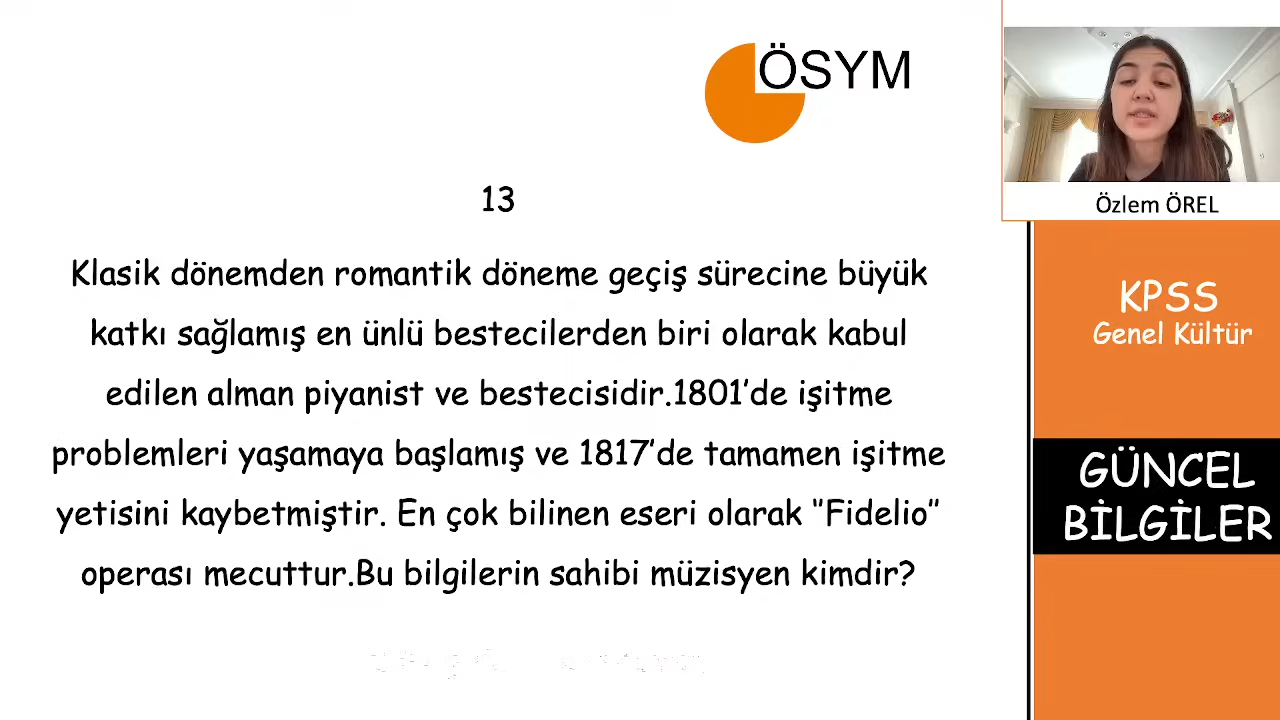 ÖSYM
13
Klasik dönemden romantik döneme geçiş sürecine büyük
katkı sağlamış en ünlü bestecilerden biri olarak kabul
edilen alman piyanist ve bestecisidir.1801’de işitme
problemleri yaşamaya başlamış ve 1817’de tamamen işitme
yetisini kaybetmiştir. En çok bilinen eseri olarak ‘’Fidelio’’
operası mecuttur.Bu bilgilerin sahibi müzisyen kimdir?
Özlem ÖREL
KPSS
Genel Kültür
GÜNCEL
BİLGİLER